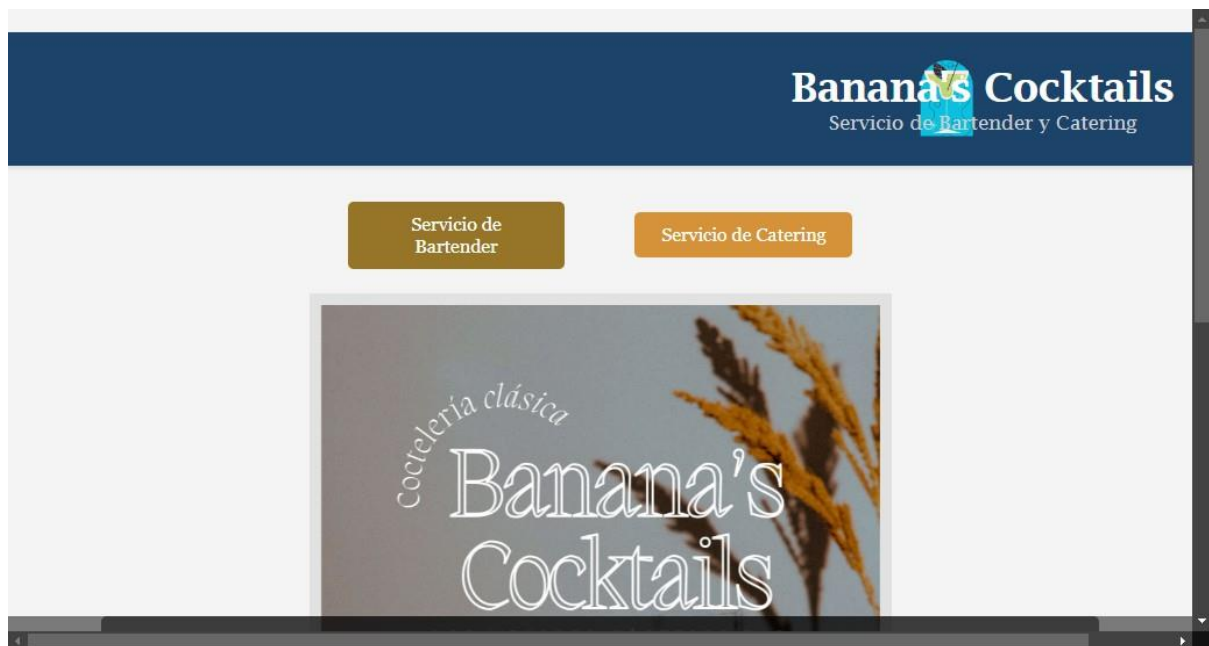 Banana's Cocktails
Servicio de Bartender y Catering
Servicio de
Bartender
Servicio de Catering
Coctelería clásica
Banana's
Cocktails